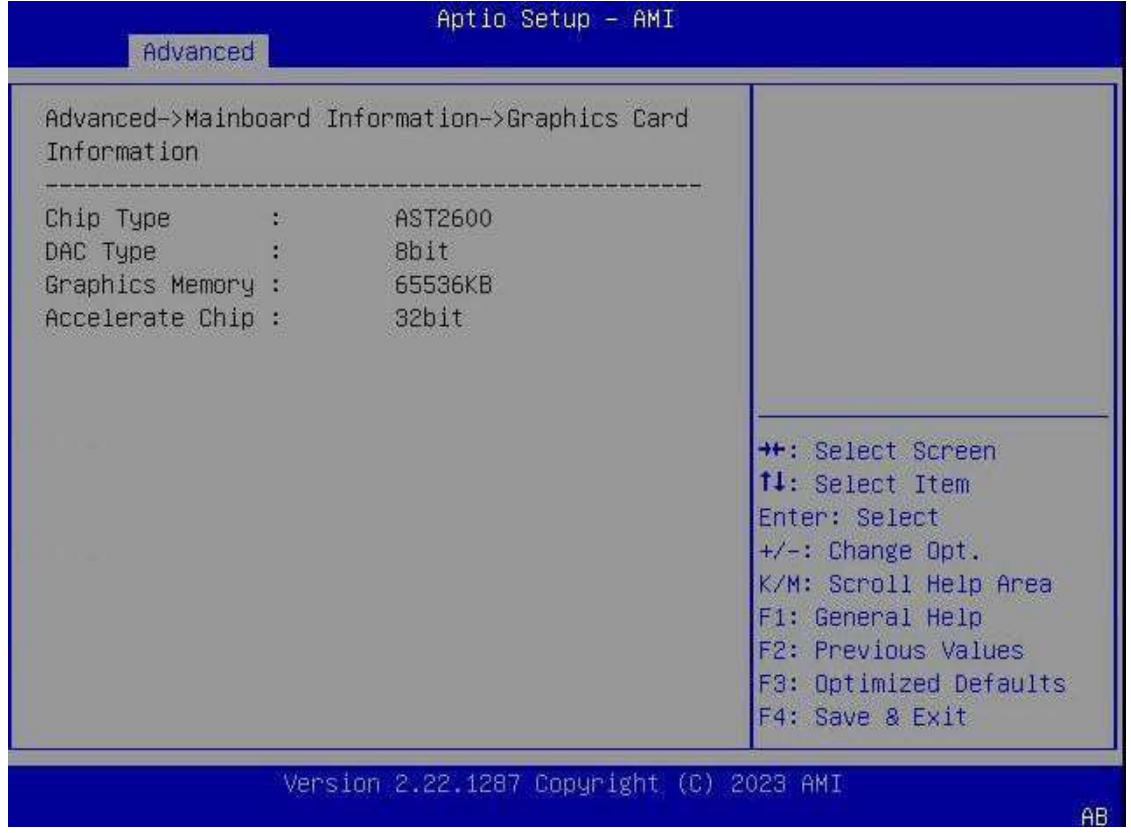 Aptio Setup – AMI
Advanced
Advanced->Mainboard Information->Graphics Card
Information
-----------------------------------------------
Chip Type : AST2600
DAC Type : 8bit
Graphics Memory : 65536KB
Accelerate Chip : 32bit
→←: Select Screen
↑↓: Select Item
Enter: Select
+/-: Change Opt.
K/M: Scroll Help Area
F1: General Help
F2: Previous Values
F3: Optimized Defaults
F4: Save & Exit
Version 2.22.1287 Copyright (C) 2023 AMI
AB